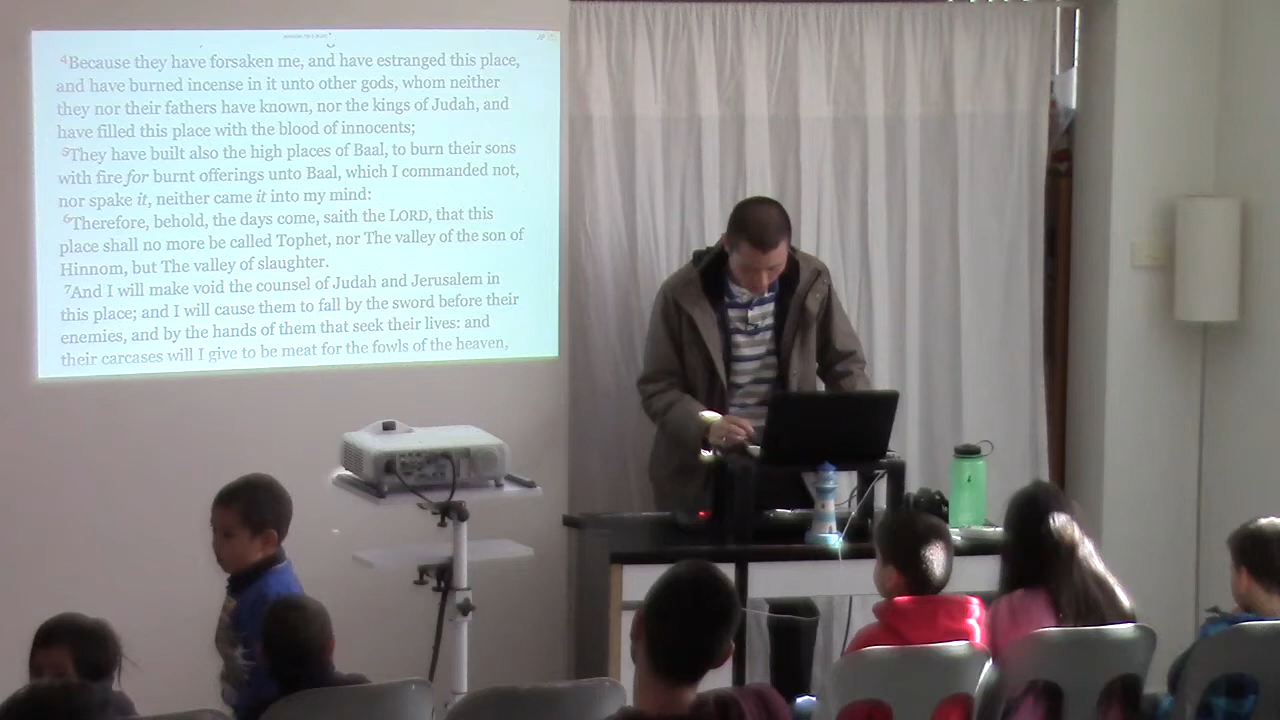 4Because they have forsaken me, and have estranged this place,
and have burned incense in it unto other gods, whom neither
they nor their fathers have known, nor the kings of Judah, and
have filled this place with the blood of innocents;
5They have built also the high places of Baal, to burn their sons
with fire for burnt offerings unto Baal, which I commanded not,
nor spake it, neither came it into my mind:
6Therefore, behold, the days come, saith the LORD, that this
place shall no more be called Tophet, nor The valley of the son of
Hinnom, but The valley of slaughter.
7And I will make void the counsel of Judah and Jerusalem in
this place; and I will cause them to fall by the sword before their
enemies, and by the hands of them that seek their lives: and
their carcases will I give to be meat for the fowls of the heaven,